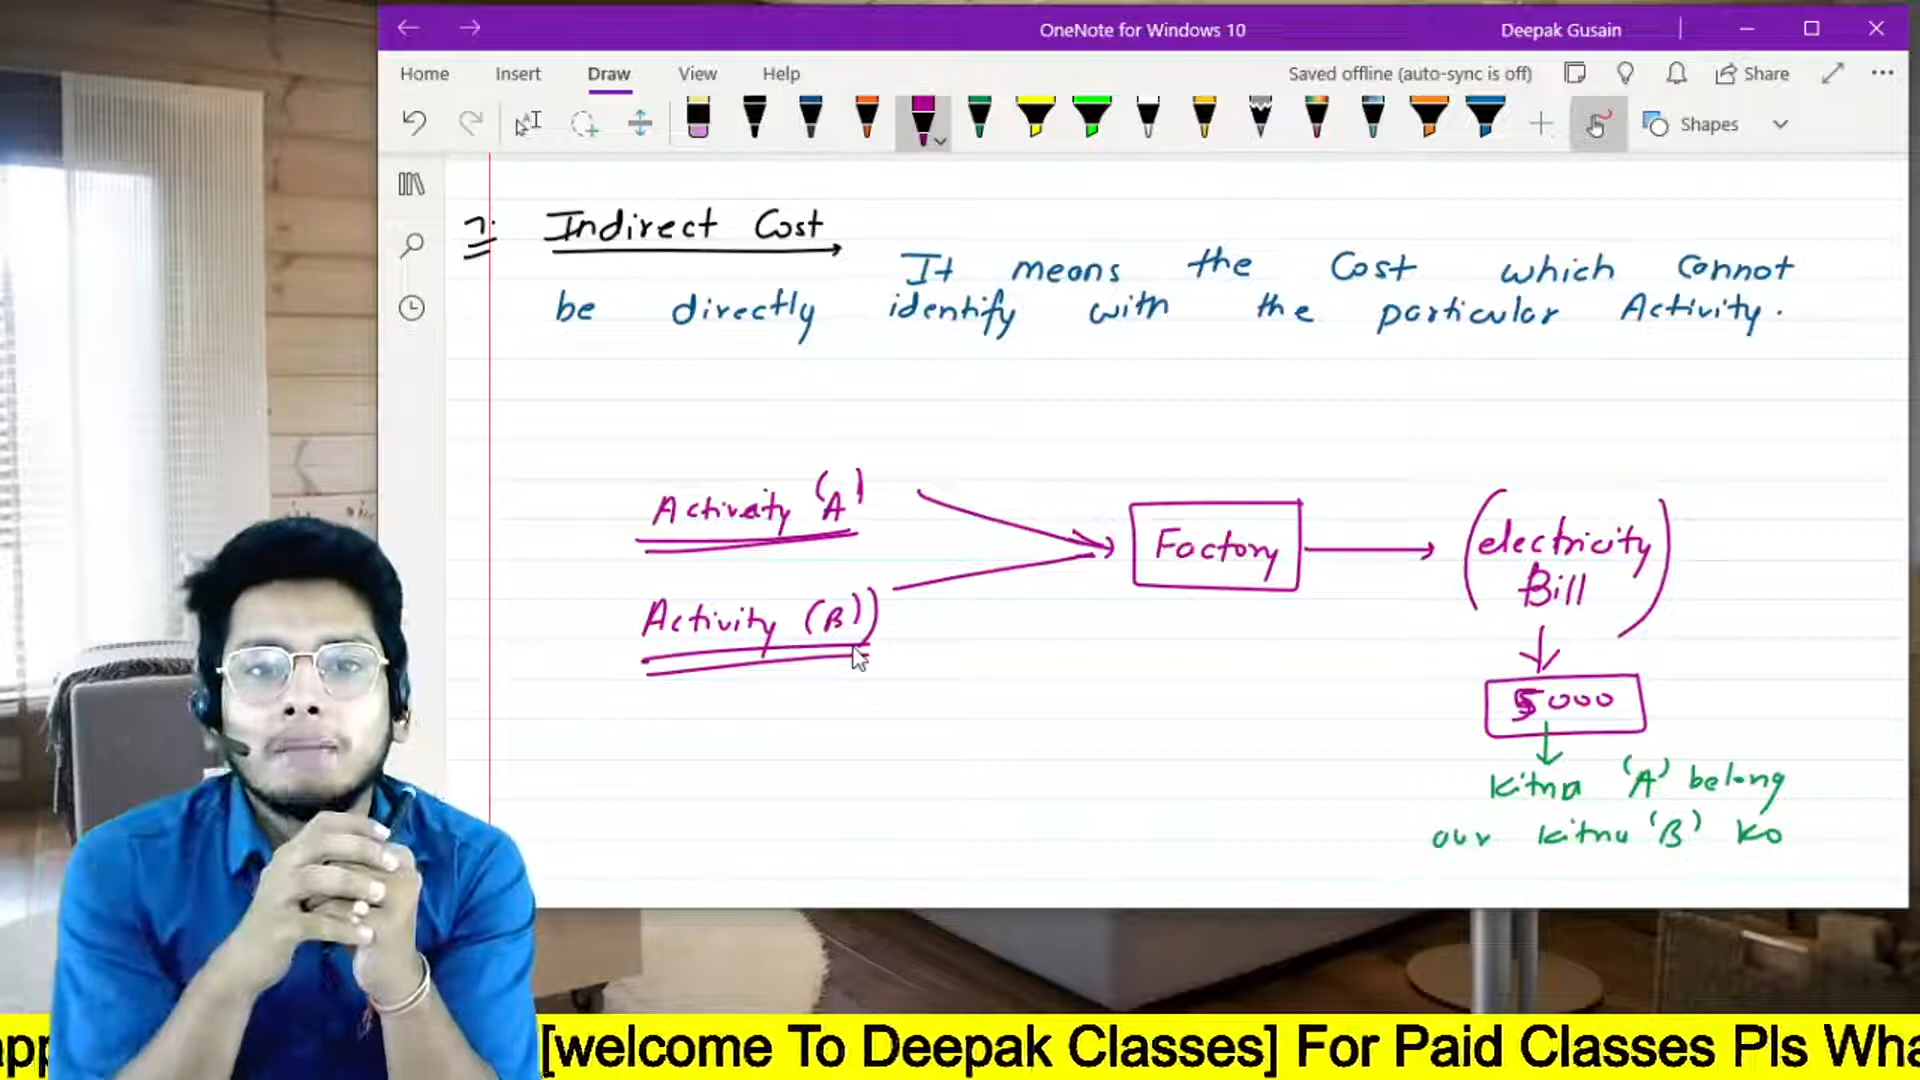 OneNote for Windows 10
Deepak Gusain
Home Insert Draw View Help
Saved offline (auto-sync is off)
Share
Shapes
7. Indirect Cost
It means the Cost which cannot
be directly identify with the particular Activity.
Activity (A)
Activity (B)
Factory
(electricity
Bill)
5000
kitna (A) belong
aur kitna (B) ko
[welcome To Deepak Classes] For Paid Classes Pls Wha